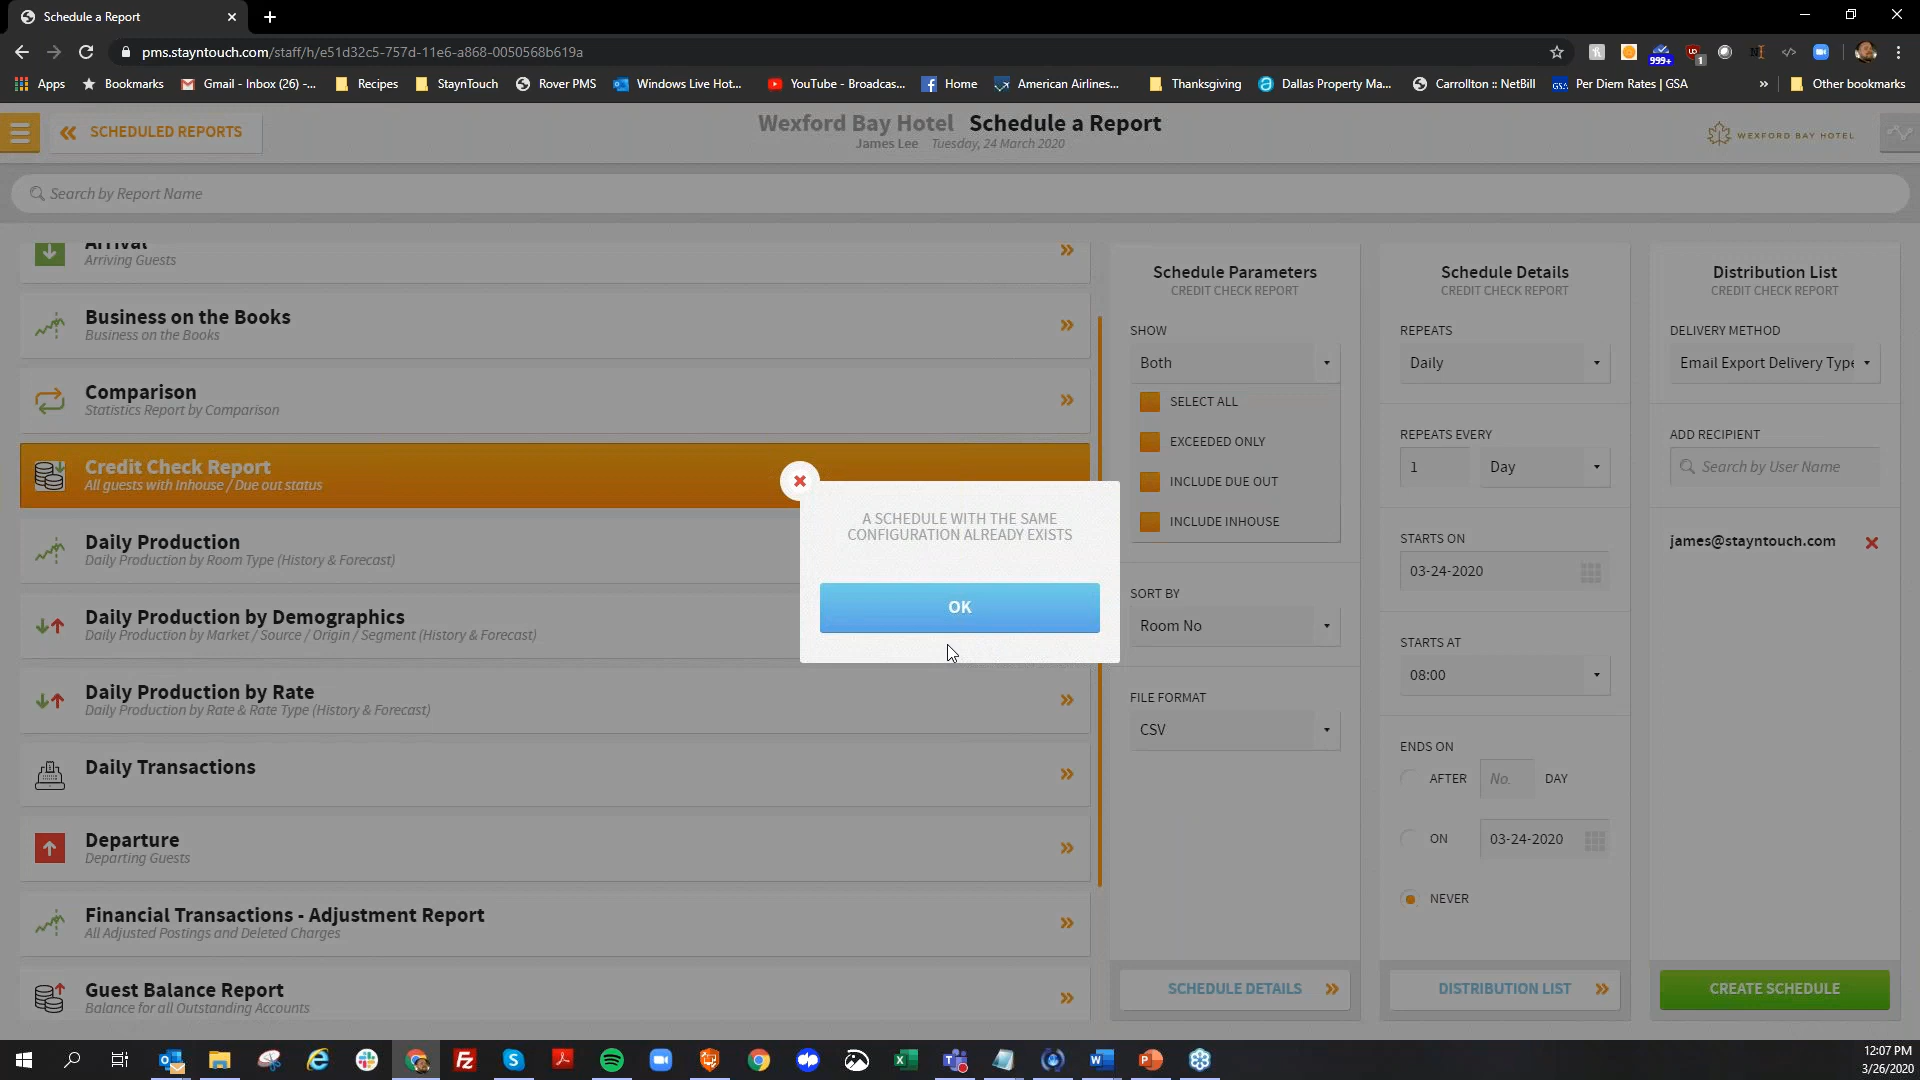 Schedule a Report
pms.stayntouch.com/staff/h/e51d32c5-757d-11e6-a868-0050568b619a
999+
1
Apps
Bookmarks
Gmail - Inbox (26) -...
Recipes
StaynTouch
Rover PMS
Windows Live Hot...
YouTube - Broadcas...
Home
American Airlines...
Thanksgiving
Dallas Property Ma...
Carrollton :: NetBill
GSA
Per Diem Rates | GSA
»
Other bookmarks
SCHEDULED REPORTS
Wexford Bay Hotel Schedule a Report
James Lee Tuesday, 24 March 2020
WEXFORD BAY HOTEL
Search by Report Name
Arrival
Arriving Guests
Business on the Books
Business on the Books
Comparison
Statistics Report by Comparison
Credit Check Report
All guests with Inhouse / Due out status
Daily Production
Daily Production by Room Type (History & Forecast)
Daily Production by Demographics
Daily Production by Market / Source / Origin / Segment (History & Forecast)
Daily Production by Rate
Daily Production by Rate & Rate Type (History & Forecast)
Daily Transactions
Departure
Departing Guests
Financial Transactions - Adjustment Report
All Adjusted Postings and Deleted Charges
Guest Balance Report
Balance for all Outstanding Accounts
A SCHEDULE WITH THE SAME
CONFIGURATION ALREADY EXISTS
OK
Schedule Parameters
CREDIT CHECK REPORT
SHOW
Both
SELECT ALL
EXCEEDED ONLY
INCLUDE DUE OUT
INCLUDE INHOUSE
SORT BY
Room No
FILE FORMAT
CSV
SCHEDULE DETAILS
Schedule Details
CREDIT CHECK REPORT
REPEATS
Daily
REPEATS EVERY
1
Day
STARTS ON
03-24-2020
STARTS AT
08:00
ENDS ON
AFTER
No.
DAY
ON
03-24-2020
NEVER
DISTRIBUTION LIST
Distribution List
CREDIT CHECK REPORT
DELIVERY METHOD
Email Export Delivery Type
ADD RECIPIENT
Search by User Name
james@stayntouch.com
CREATE SCHEDULE
12:07 PM
3/26/2020